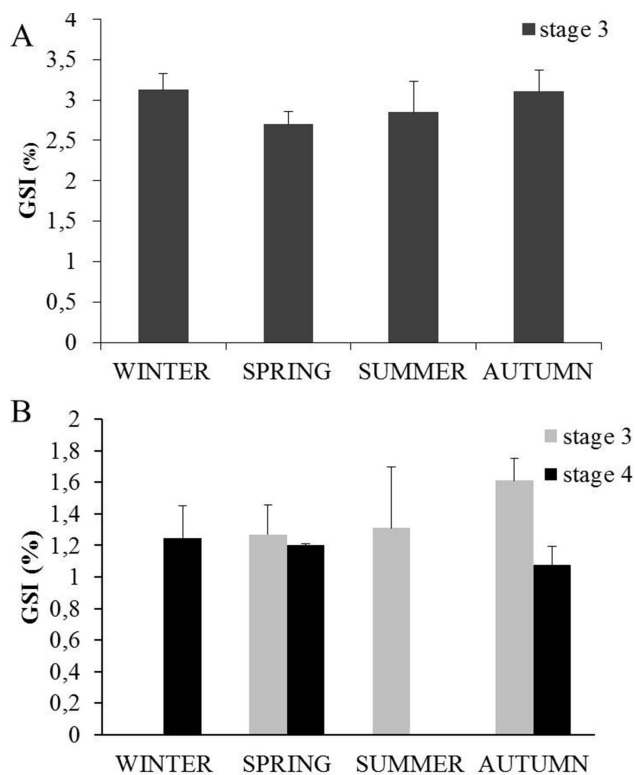 A
stage 3
4
3,5
3
2,5
2
1,5
1
0,5
0
GSI (%)
WINTER SPRING SUMMER AUTUMN
B
stage 3
stage 4
2
1,8
1,6
1,4
1,2
1
0,8
0,6
0,4
0,2
0
GSI (%)
WINTER SPRING SUMMER AUTUMN